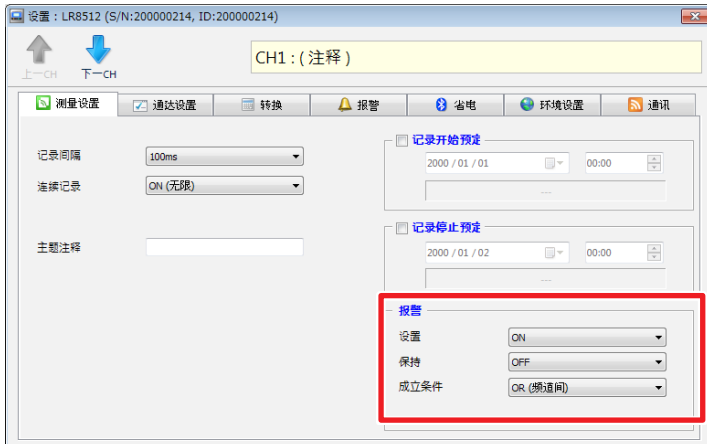 设置 : LR8512 (S/N:200000214, ID:200000214)
上一CH
下一CH
CH1 : ( 注释 )
测量设置
通达设置
转换
报警
省电
环境设置
通讯
记录间隔
100ms
连续记录
ON (无限)
主题注释
记录开始预定
2000 / 01 / 01
00:00
---
记录停止预定
2000 / 01 / 02
00:00
---
报警
设置
ON
保持
OFF
成立条件
OR (频道间)